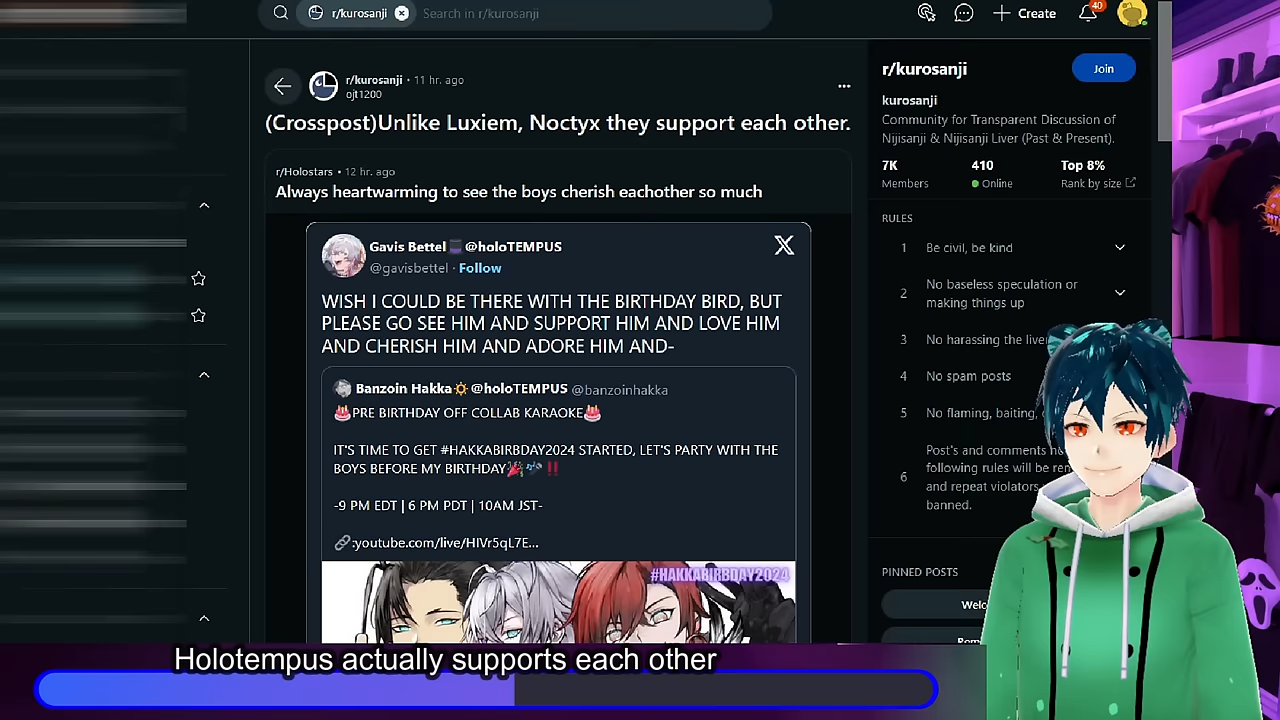 r/kurosanji
Search in r/kurosanji
Create
40
r/kurosanji • 11 hr. ago
ojt1200
(Crosspost)Unlike Luxiem, Noctyx they support each other.
r/Holostars • 12 hr. ago
Always heartwarming to see the boys cherish eachother so much
Gavis Bettel🎩@holoTEMPUS
@gavisbettel · Follow
WISH I COULD BE THERE WITH THE BIRTHDAY BIRD, BUT
PLEASE GO SEE HIM AND SUPPORT HIM AND LOVE HIM
AND CHERISH HIM AND ADORE HIM AND-
Banzoin Hakka🔅@holoTEMPUS @banzoinhakka
🎂PRE BIRTHDAY OFF COLLAB KARAOKE🎂
IT'S TIME TO GET #HAKKABIRBDAY2024 STARTED, LET'S PARTY WITH THE
BOYS BEFORE MY BIRTHDAY🎉🎶‼️
-9 PM EDT | 6 PM PDT | 10AM JST-
🔗:youtube.com/live/HIVr5qL7E...
#HAKKABIRBDAY2024
r/kurosanji
Join
kurosanji
Community for Transparent Discussion of
Nijisanji & Nijisanji Liver (Past & Present).
7K
410
Top 8%
Members
Online
Rank by size
RULES
1 Be civil, be kind
2 No baseless speculation or
making things up
3 No harassing the
4 No spam posts
5 No flaming, baiting,
6 Post's and comments
following rules will be
and repeat violators
banned.
PINNED POSTS
Holotempus actually supports each other